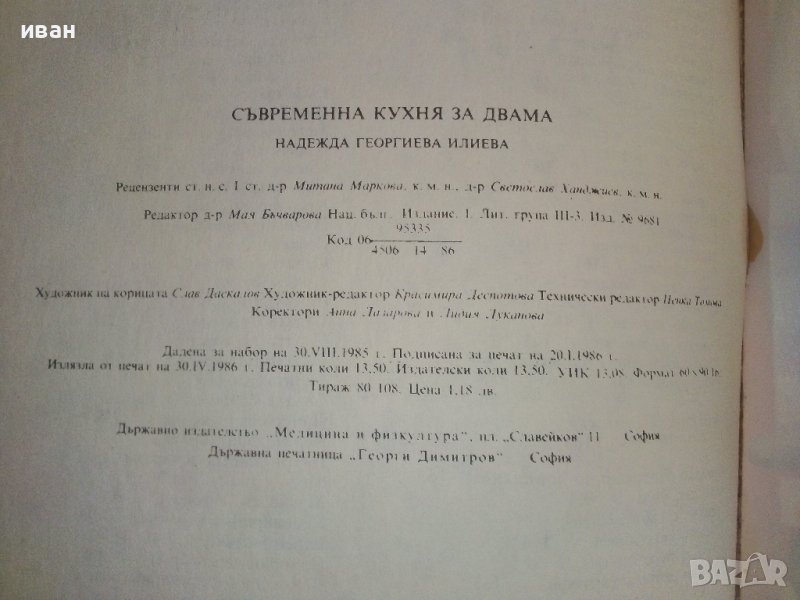 иван
СЪВРЕМЕННА КУХНЯ ЗА ДВАМА
НАДЕЖДА ГЕОРГИЕВА ИЛИЕВА
Рецензенти ст. н. с. I ст. д-р Митана Маркова, к. м. н., д-р Светослав Ханджиев, к. м. н.
Редактор д-р Мая Бъчварова Нац. бълг. Издание. I. Лит. група III-3. Изд. № 9681
95335
Код 06
4506 14 86
Художник на корицата Слав Даскалов Художник-редактор Красимира Деспотова Технически редактор Пенка Томова
Коректори Анна Лазарова и Лидия Луканова
Дадена за набор на 30.VIII.1985 г. Подписана за печат на 20.I.1986 г.
Излязла от печат на 30.IV.1986 г. Печатни коли 13,50. Издателски коли 13,50. УИК 13,08. Формат 60×90/16.
Тираж 80 108. Цена 1,18 лв.
Държавно издателство „Медицина и физкултура“, пл. „Славейков“ 11 София
Държавна печатница „Георги Димитров“ София
BAZAR